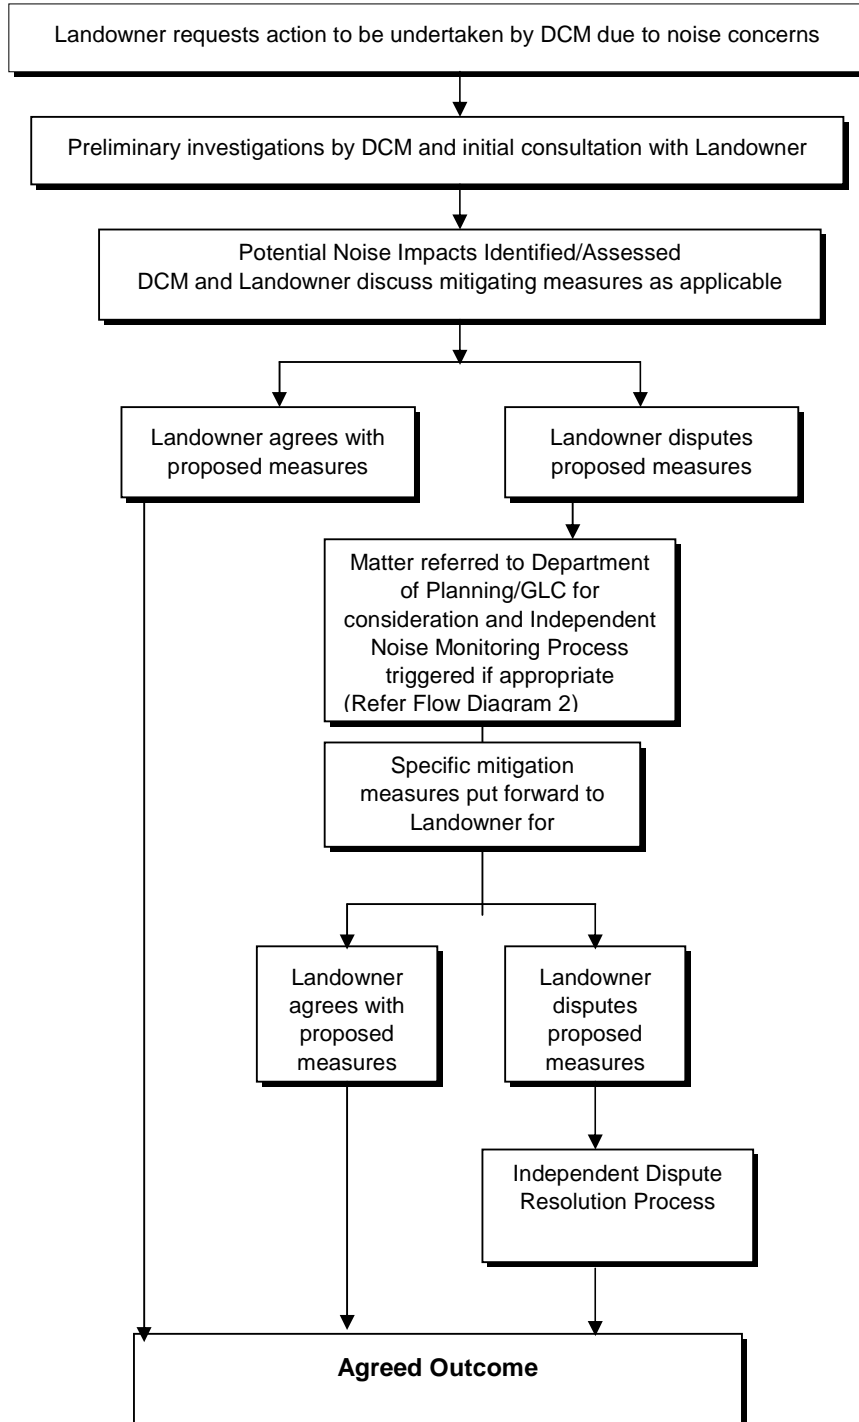 Landowner requests action to be undertaken by DCM due to noise concerns
Preliminary investigations by DCM and initial consultation with Landowner
Potential Noise Impacts Identified/Assessed
DCM and Landowner discuss mitigating measures as applicable
Landowner agrees with
proposed measures
Landowner disputes
proposed measures
Matter referred to Department
of Planning/GLC for
consideration and Independent
Noise Monitoring Process
triggered if appropriate
(Refer Flow Diagram 2)
Specific mitigation
measures put forward to
Landowner for
Landowner
agrees with
proposed
measures
Landowner
disputes
proposed
measures
Independent Dispute
Resolution Process
Agreed Outcome